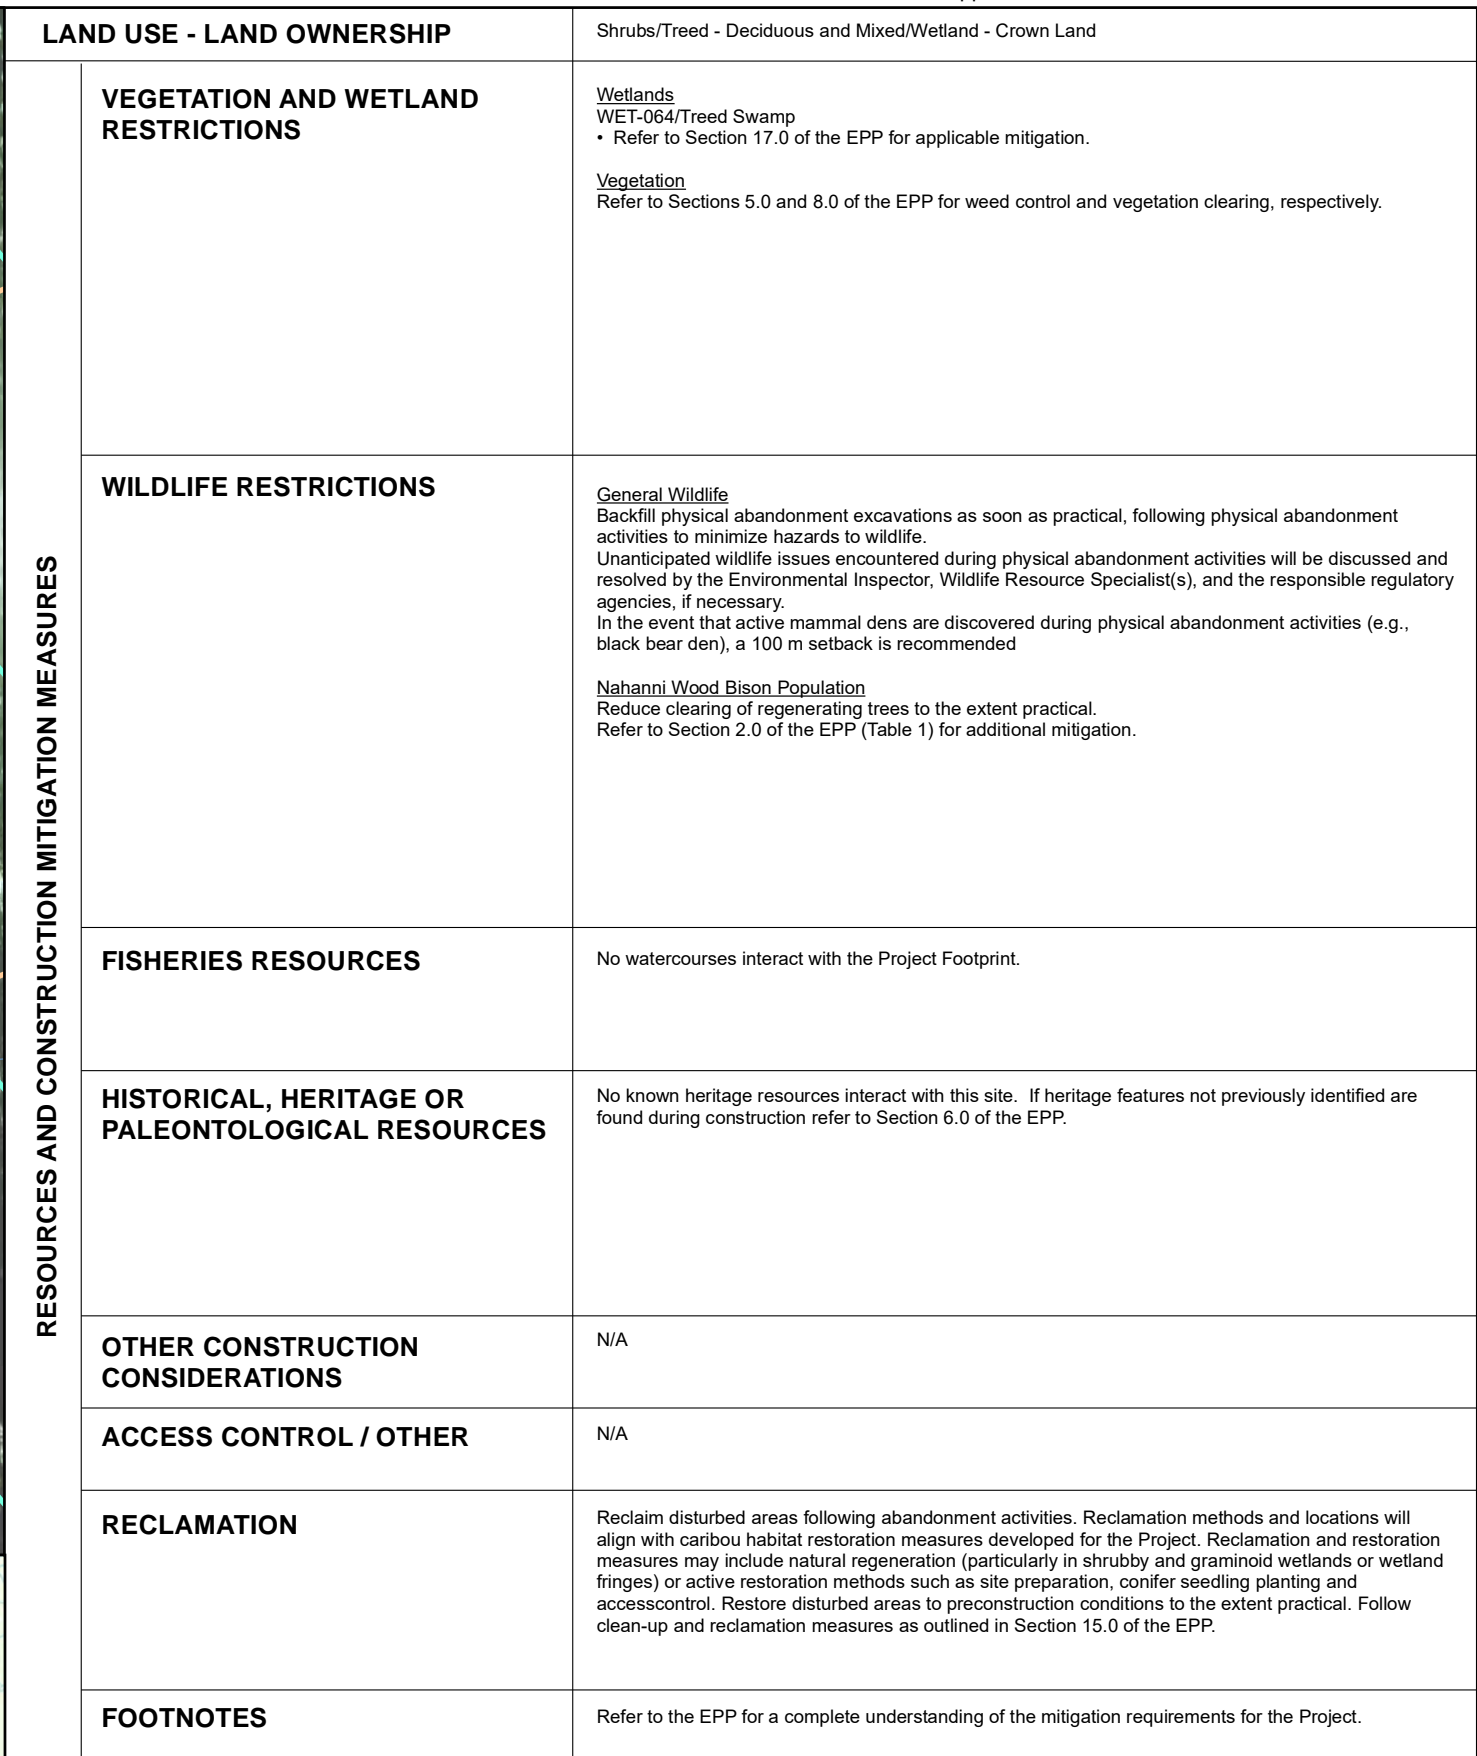 LAND USE - LAND OWNERSHIP
Shrubs/Treed - Deciduous and Mixed/Wetland - Crown Land
RESOURCES AND CONSTRUCTION MITIGATION MEASURES
VEGETATION AND WETLAND
RESTRICTIONS
Wetlands
WET-064/Treed Swamp
• Refer to Section 17.0 of the EPP for applicable mitigation.
Vegetation
Refer to Sections 5.0 and 8.0 of the EPP for weed control and vegetation clearing, respectively.
WILDLIFE RESTRICTIONS
General Wildlife
Backfill physical abandonment excavations as soon as practical, following physical abandonment
activities to minimize hazards to wildlife.
Unanticipated wildlife issues encountered during physical abandonment activities will be discussed and
resolved by the Environmental Inspector, Wildlife Resource Specialist(s), and the responsible regulatory
agencies, if necessary.
In the event that active mammal dens are discovered during physical abandonment activities (e.g.,
black bear den), a 100 m setback is recommended
Nahanni Wood Bison Population
Reduce clearing of regenerating trees to the extent practical.
Refer to Section 2.0 of the EPP (Table 1) for additional mitigation.
FISHERIES RESOURCES
No watercourses interact with the Project Footprint.
HISTORICAL, HERITAGE OR
PALEONTOLOGICAL RESOURCES
No known heritage resources interact with this site.  If heritage features not previously identified are
found during construction refer to Section 6.0 of the EPP.
OTHER CONSTRUCTION
CONSIDERATIONS
N/A
ACCESS CONTROL / OTHER
N/A
RECLAMATION
Reclaim disturbed areas following abandonment activities. Reclamation methods and locations will
align with caribou habitat restoration measures developed for the Project. Reclamation and restoration
measures may include natural regeneration (particularly in shrubby and graminoid wetlands or wetland
fringes) or active restoration methods such as site preparation, conifer seedling planting and
accesscontrol. Restore disturbed areas to preconstruction conditions to the extent practical. Follow
clean-up and reclamation measures as outlined in Section 15.0 of the EPP.
FOOTNOTES
Refer to the EPP for a complete understanding of the mitigation requirements for the Project.